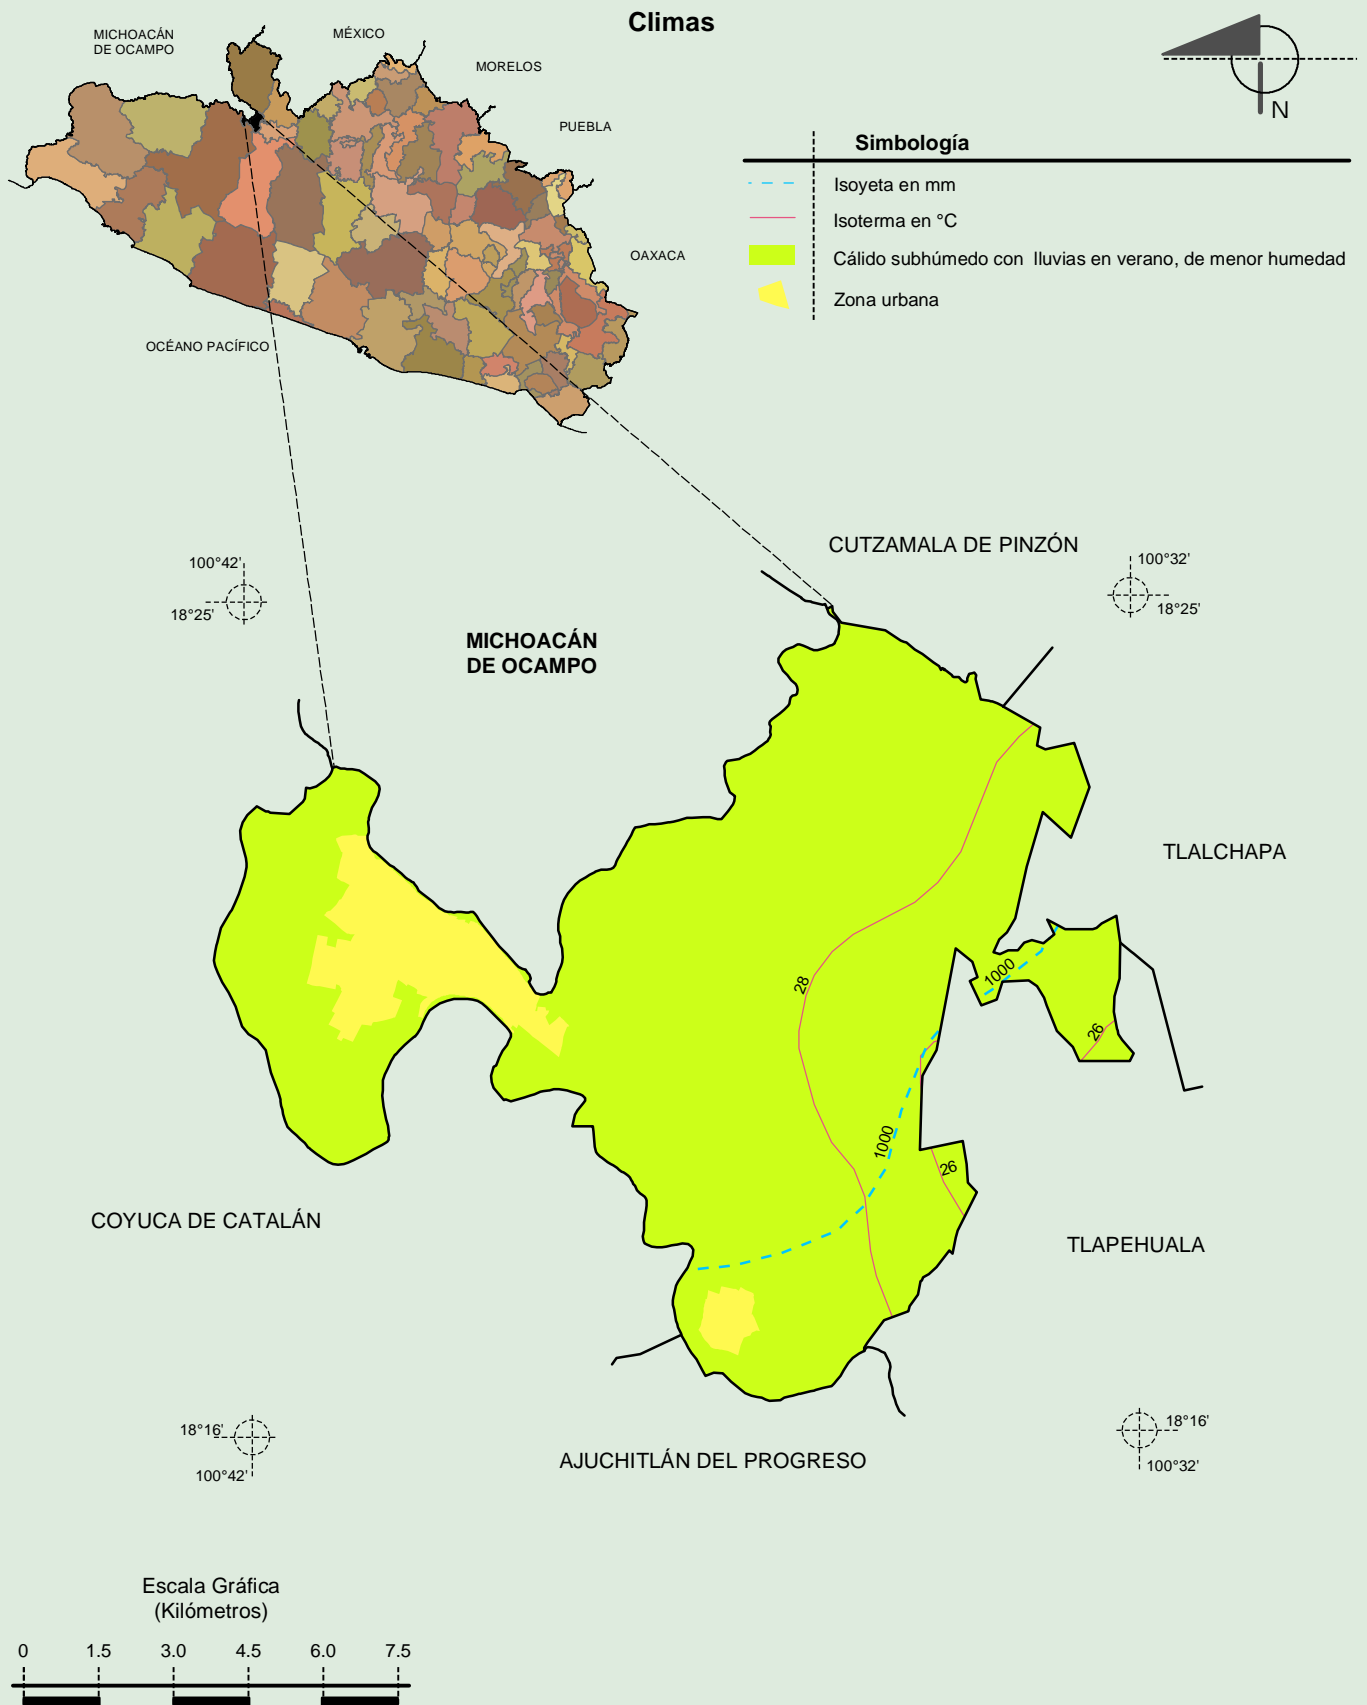 Climas
MICHOACÁN
DE OCAMPO
MÉXICO
MORELOS
PUEBLA
OAXACA
OCÉANO PACÍFICO
N
Simbología
Isoyeta en mm
Isoterma en °C
Cálido subhúmedo con lluvias en verano, de menor humedad
Zona urbana
CUTZAMALA DE PINZÓN
100°42'
18°25'
100°32'
18°25'
MICHOACÁN
DE OCAMPO
TLALCHAPA
28
1000
26
1000
26
COYUCA DE CATALÁN
TLAPEHUALA
18°16'
100°42'
18°16'
100°32'
AJUCHITLÁN DEL PROGRESO
Escala Gráfica
(Kilómetros)
0 1.5 3.0 4.5 6.0 7.5